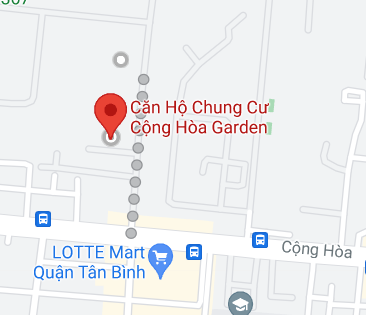 Căn Hộ Chung Cư
Cộng Hòa Garden
LOTTE Mart
Quận Tân Bình
Cộng Hòa